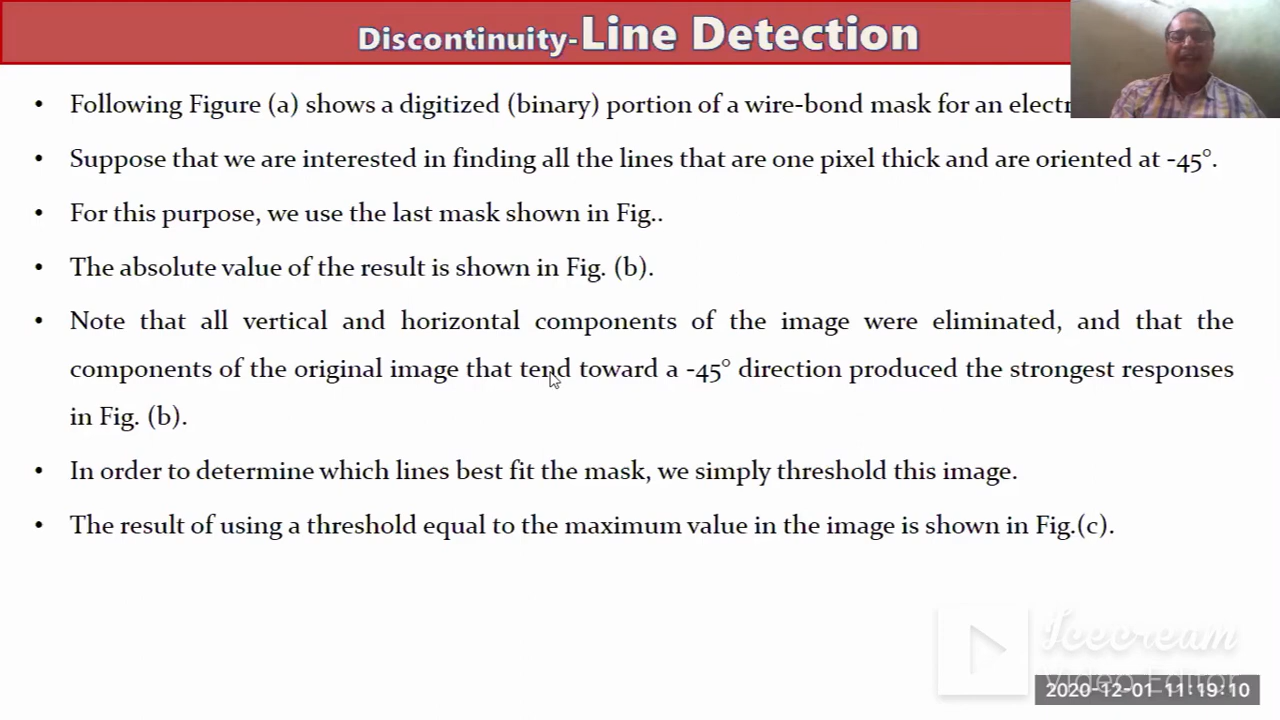 Discontinuity-Line Detection
• Following Figure (a) shows a digitized (binary) portion of a wire-bond mask for an
• Suppose that we are interested in finding all the lines that are one pixel thick and are oriented at -45°.
• For this purpose, we use the last mask shown in Fig..
• The absolute value of the result is shown in Fig. (b).
• Note that all vertical and horizontal components of the image were eliminated, and that the
components of the original image that tend toward a -45° direction produced the strongest responses
in Fig. (b).
• In order to determine which lines best fit the mask, we simply threshold this image.
• The result of using a threshold equal to the maximum value in the image is shown in Fig.(c).
Icecream
Video Editor
2020-12-01 11:19:10